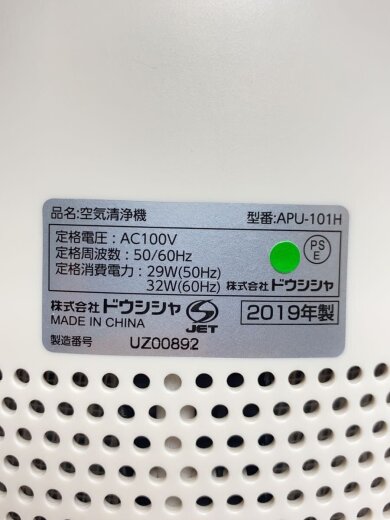 品名:空気清浄機 型番:APU-101H
定格電圧:AC100V
定格周波数:50/60Hz
定格消費電力:29W(50Hz)
32W(60Hz)
PS
E
株式会社ドウシシャ
株式会社ドウシシャ
MADE IN CHINA
JET
2019年製
製造番号 UZ00892